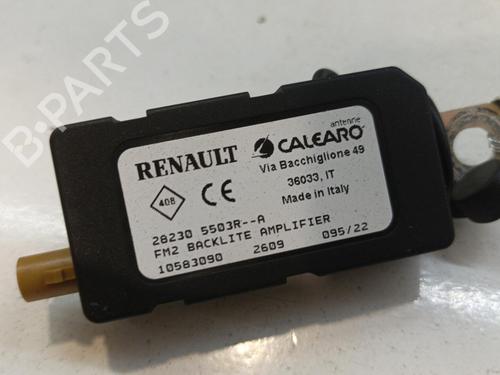 B-PARTS
RENAULT
CALEARO
antenne
Via Bacchiglione 49
36033, IT
Made in Italy
408
CE
28230 5503R--A
FM2 BACKLITE AMPLIFIER
10583090 2609 095/22